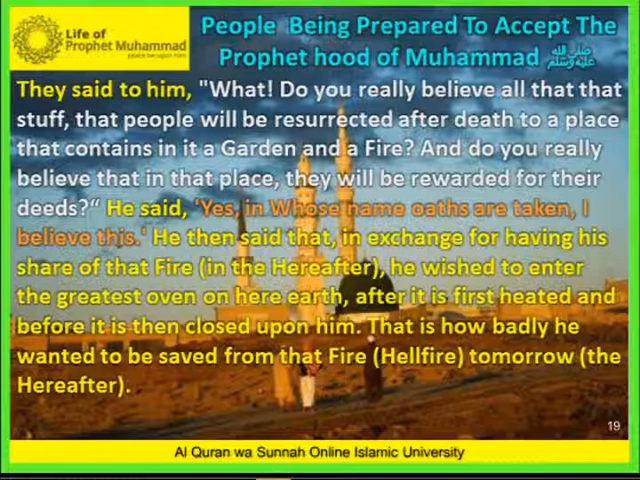 Life of
Prophet Muhammad
peace be upon him
People Being Prepared To Accept The
Prophet hood of Muhammad ﷺ
They said to him, "What! Do you really believe all that that
stuff, that people will be resurrected after death to a place
that contains in it a Garden and a Fire? And do you really
believe that in that place, they will be rewarded for their
deeds?“ He said, 'Yes, in Whose name oaths are taken, I
believe this.' He then said that, in exchange for having his
share of that Fire (in the Hereafter), he wished to enter
the greatest oven on here earth, after it is first heated and
before it is then closed upon him. That is how badly he
wanted to be saved from that Fire (Hellfire) tomorrow (the
Hereafter).
19
Al Quran wa Sunnah Online Islamic University